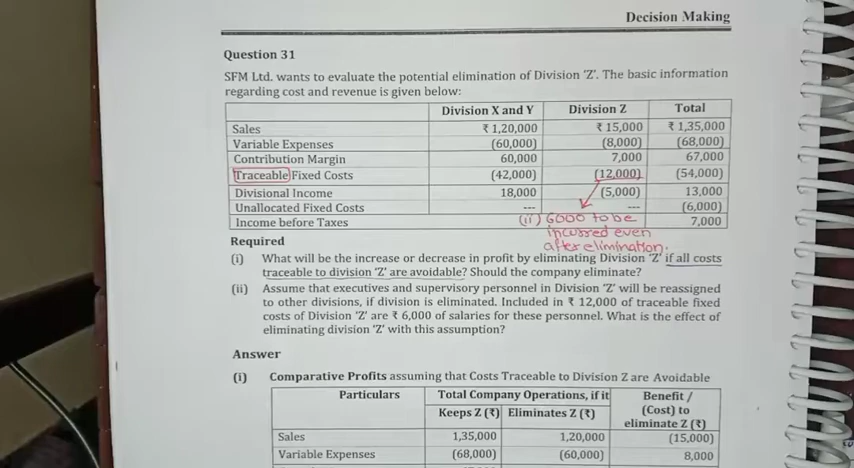 Decision Making
Question 31
SFM Ltd. wants to evaluate the potential elimination of Division 'Z'. The basic information
regarding cost and revenue is given below:
Division X and Y Division Z Total
Sales ₹ 1,20,000 ₹ 15,000 ₹ 1,35,000
Variable Expenses (60,000) (8,000) (68,000)
Contribution Margin 60,000 7,000 67,000
Traceable Fixed Costs (42,000) (12,000) (54,000)
Divisional Income 18,000 (5,000) 13,000
Unallocated Fixed Costs --- --- (6,000)
Income before Taxes 7,000
(ii) 6000 to be
incurred even
after elimination.
Required
(i) What will be the increase or decrease in profit by eliminating Division 'Z' if all costs
traceable to division 'Z' are avoidable? Should the company eliminate?
(ii) Assume that executives and supervisory personnel in Division 'Z' will be reassigned
to other divisions, if division is eliminated. Included in ₹ 12,000 of traceable fixed
costs of Division 'Z' are ₹ 6,000 of salaries for these personnel. What is the effect of
eliminating division 'Z' with this assumption?
Answer
(i) Comparative Profits assuming that Costs Traceable to Division Z are Avoidable
Particulars Total Company Operations, if it Benefit /
Keeps Z (₹) Eliminates Z (₹) (Cost) to
eliminate Z (₹)
Sales 1,35,000 1,20,000 (15,000)
Variable Expenses (68,000) (60,000) 8,000